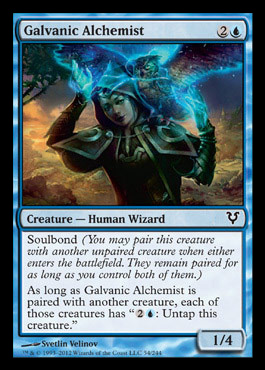 Galvanic Alchemist 2
Creature — Human Wizard
Soulbond (You may pair this creature
with another unpaired creature when either
enters the battlefield. They remain paired for
as long as you control both of them.)
As long as Galvanic Alchemist is
paired with another creature, each of
those creatures has “2: Untap this
creature.”
Svetlin Velinov
1/4
™ & © 1993–2012 Wizards of the Coast LLC 54/244